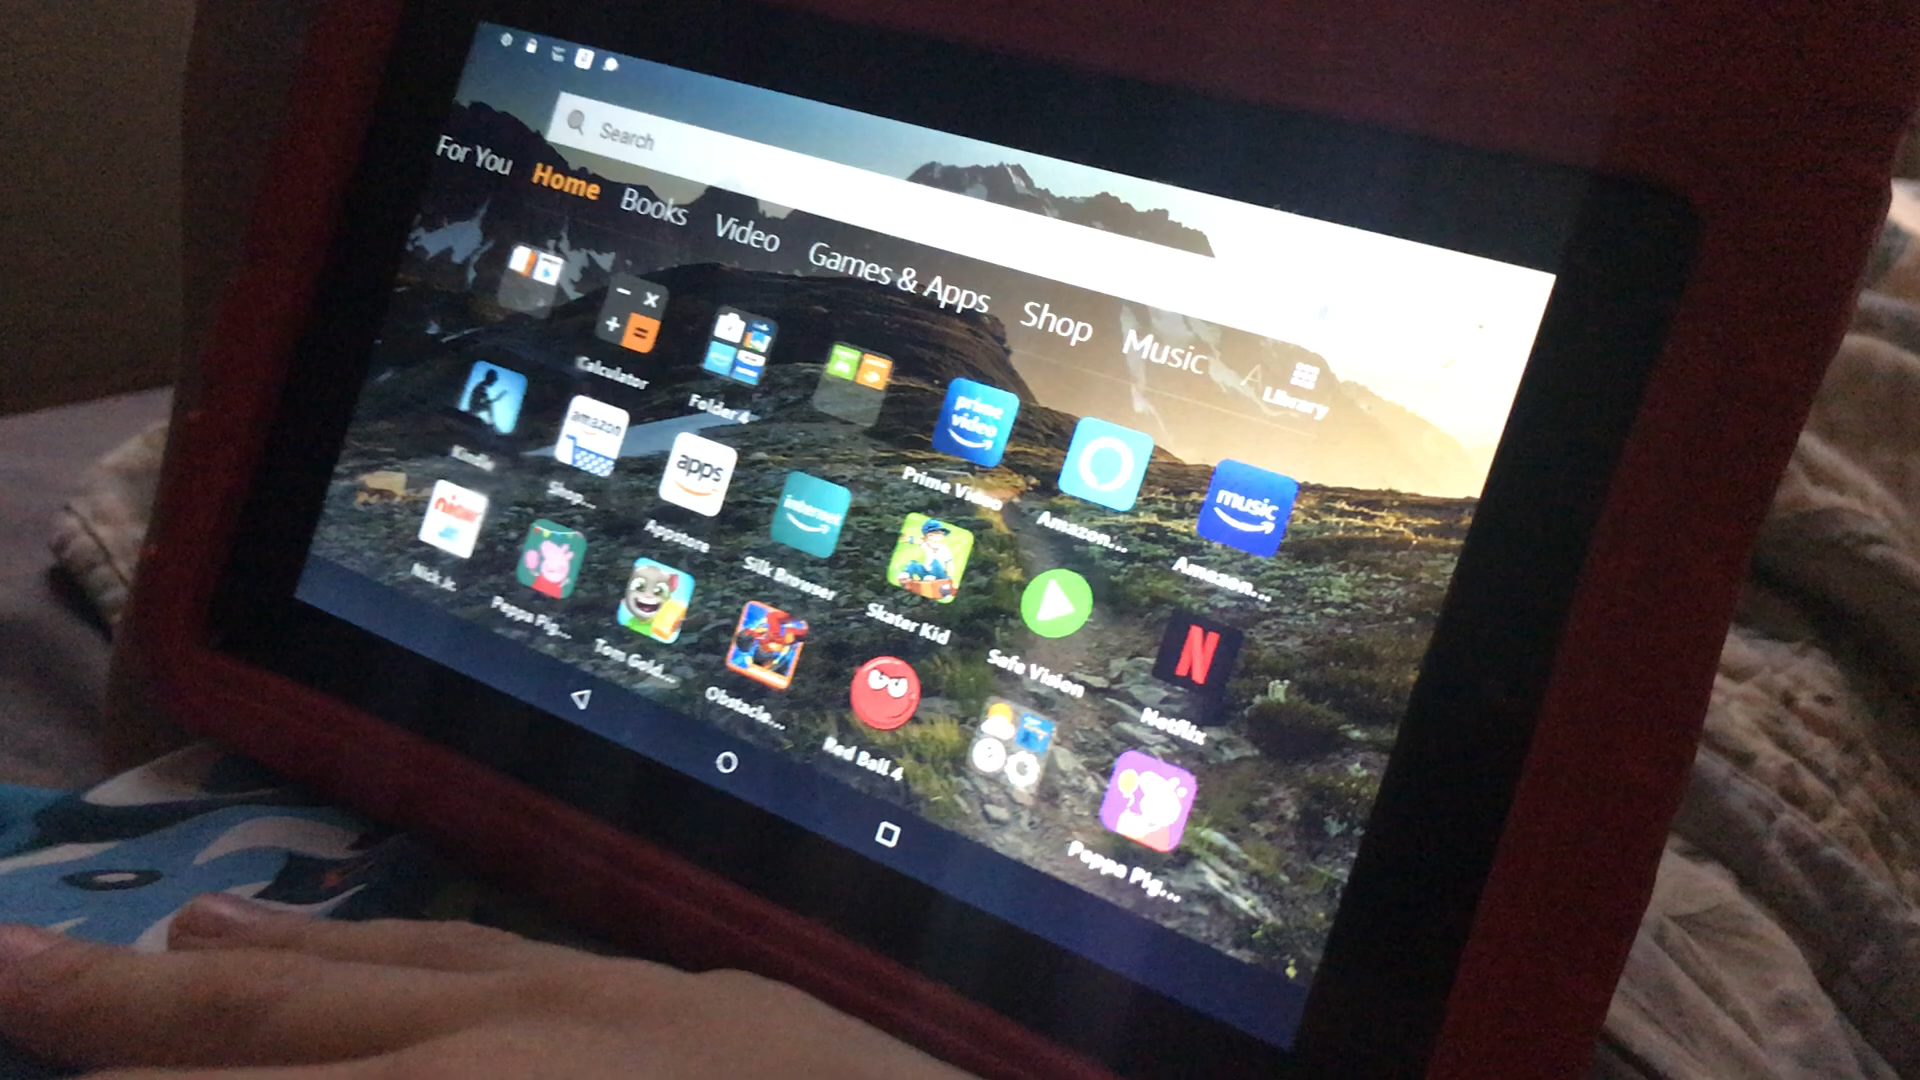 Search
For You Home Books Video Games & Apps Shop Music Library
Calculator
Folder 4
prime video
Prime Video
Amazon...
music
Amazon...
Kindle
amazon
Shop...
apps
Appstore
internet
Silk Browser
Skater Kid
Safe Vision
N
Netflix
nick jr.
Nick Jr.
Peppa Pig...
Tom Gold...
Obstacle...
Red Ball 4
Peppa Pig...